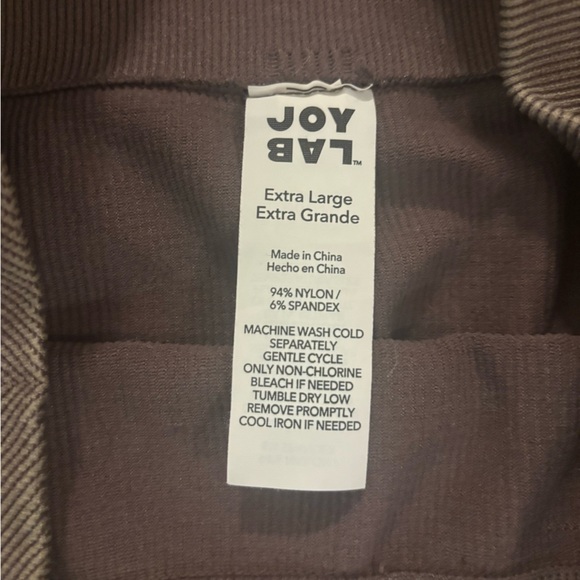 JOY
LAB™
Extra Large
Extra Grande
Made in China
Hecho en China
94% NYLON /
6% SPANDEX
MACHINE WASH COLD
SEPARATELY
GENTLE CYCLE
ONLY NON-CHLORINE
BLEACH IF NEEDED
TUMBLE DRY LOW
REMOVE PROMPTLY
COOL IRON IF NEEDED